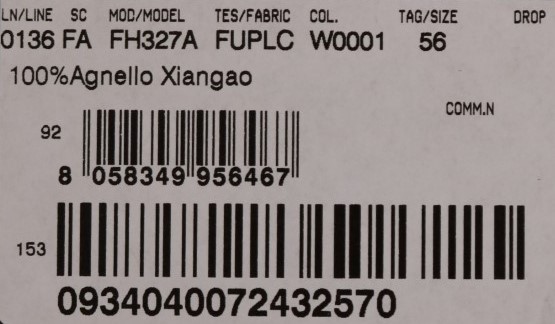 LN/LINE SC MOD/MODEL TES/FABRIC COL. TAG/SIZE DROP
0136 FA FH327A FUPLC W0001 56
100%Agnello Xiangao
COMM.N
92
8 058349 956467
153
0934040072432570